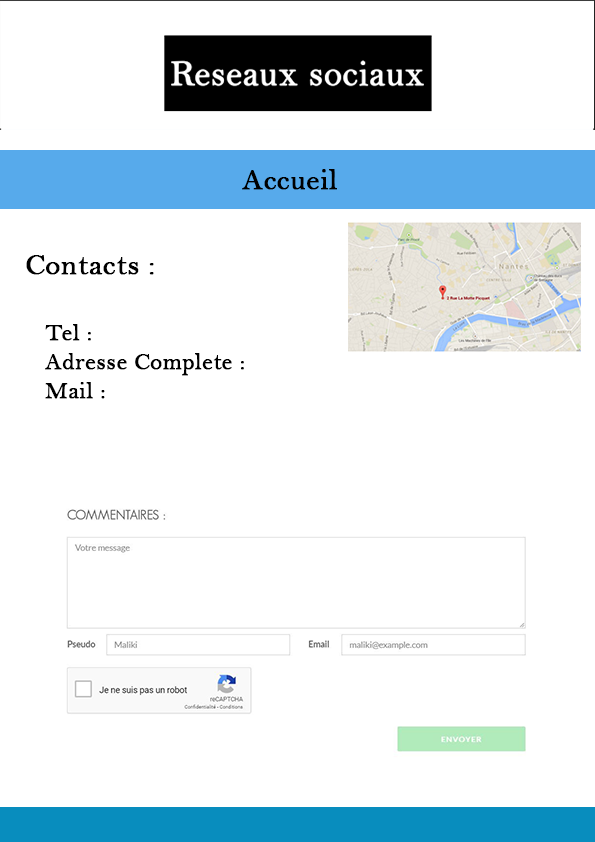 Reseaux sociaux
Accueil
Contacts :
Nantes
2 Rue La Motte Picquet
Tel :
Adresse Complete :
Mail :
COMMENTAIRES :
Votre message
Pseudo
Maliki
Email
maliki@example.com
Je ne suis pas un robot
reCAPTCHA
Confidentialité - Conditions
ENVOYER